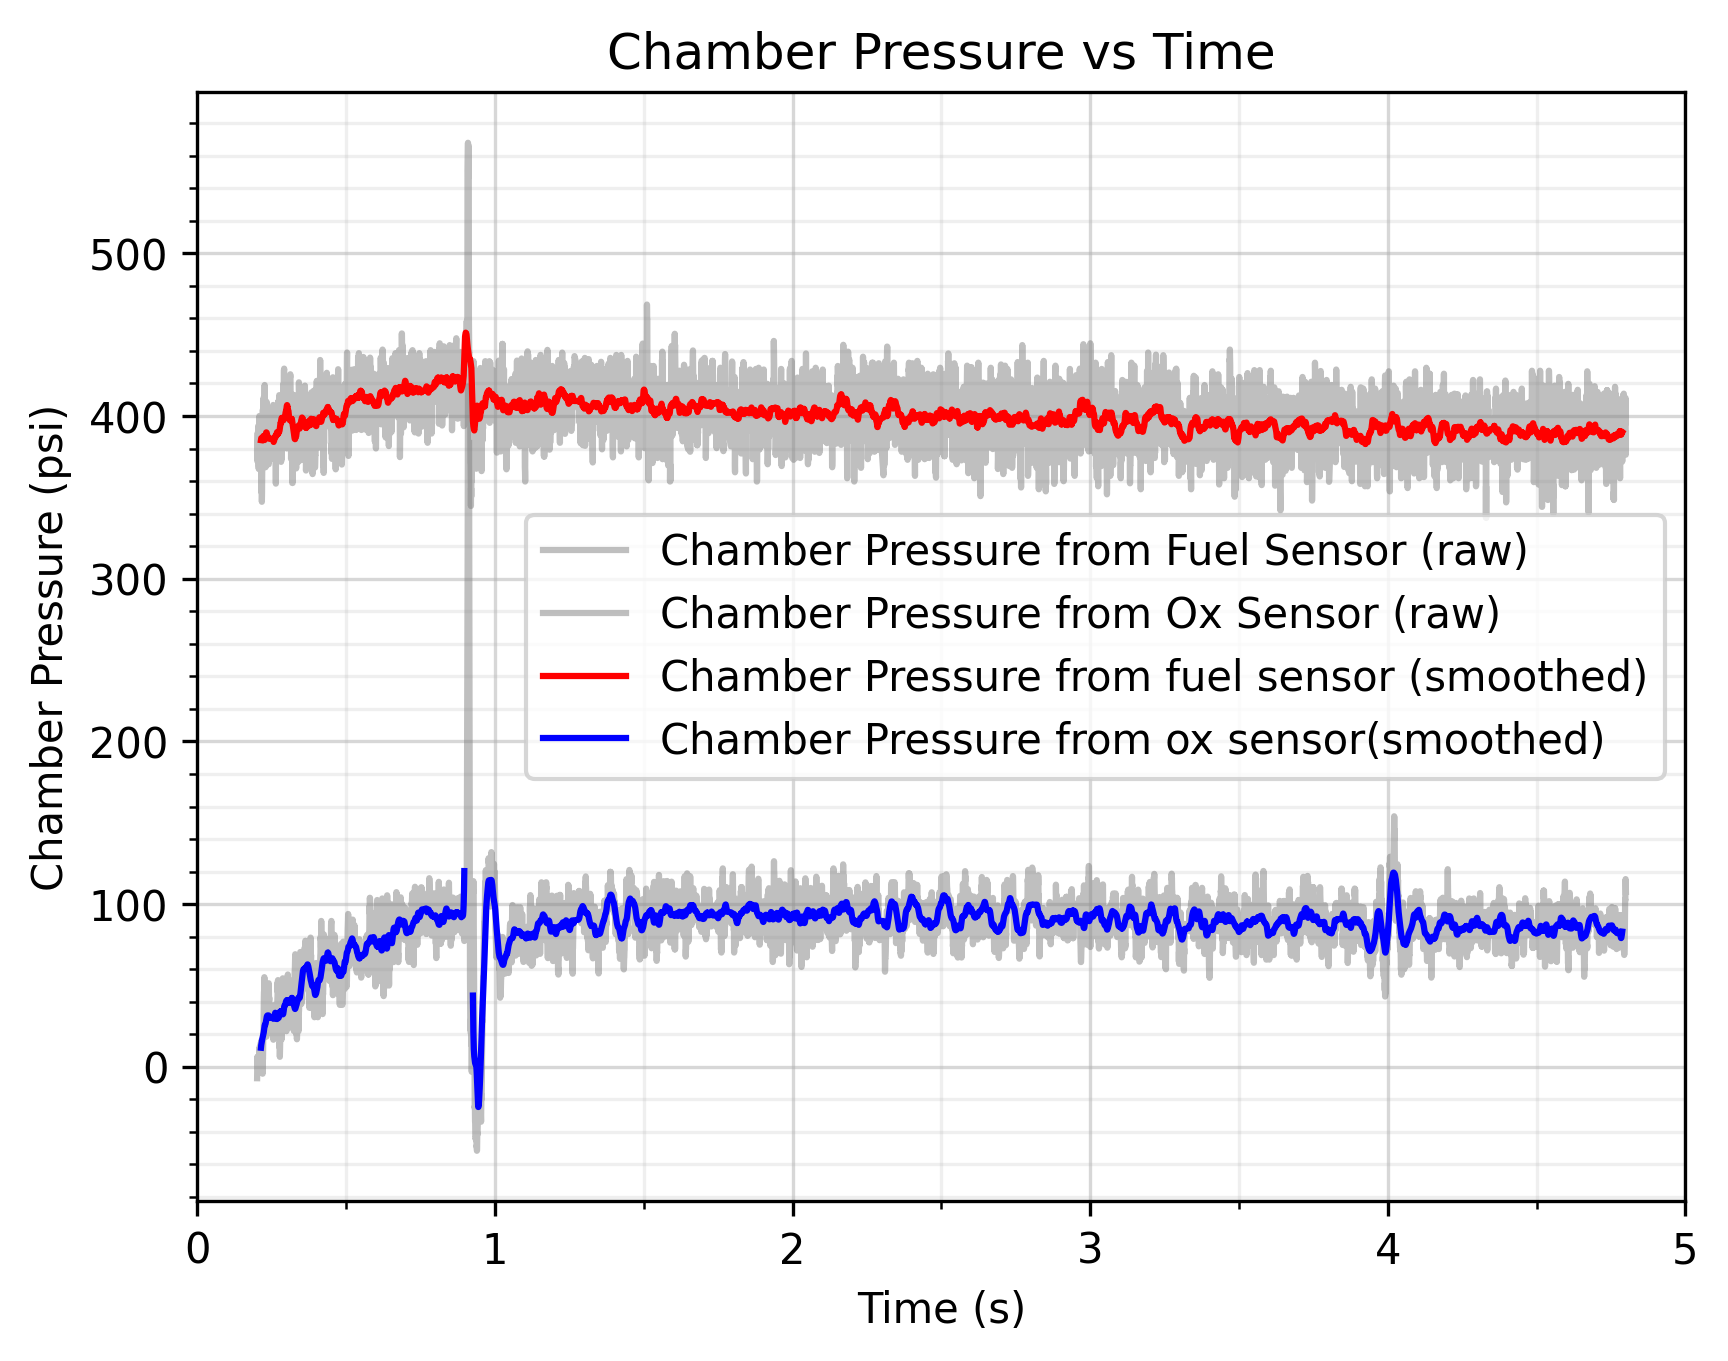 Chamber Pressure vs Time
Chamber Pressure (psi)
500
400
300
200
100
0
Chamber Pressure from Fuel Sensor (raw)
Chamber Pressure from Ox Sensor (raw)
Chamber Pressure from fuel sensor (smoothed)
Chamber Pressure from ox sensor(smoothed)
0 1 2 3 4 5
Time (s)